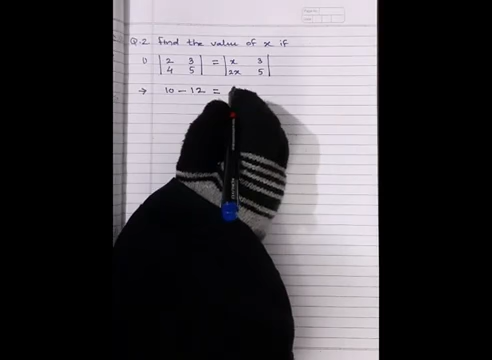 Q.2. Find the value of x if
i) | 2 3 | = | x 3 |
| 4 5 | | 2x 5 |
→ 10 - 12 =